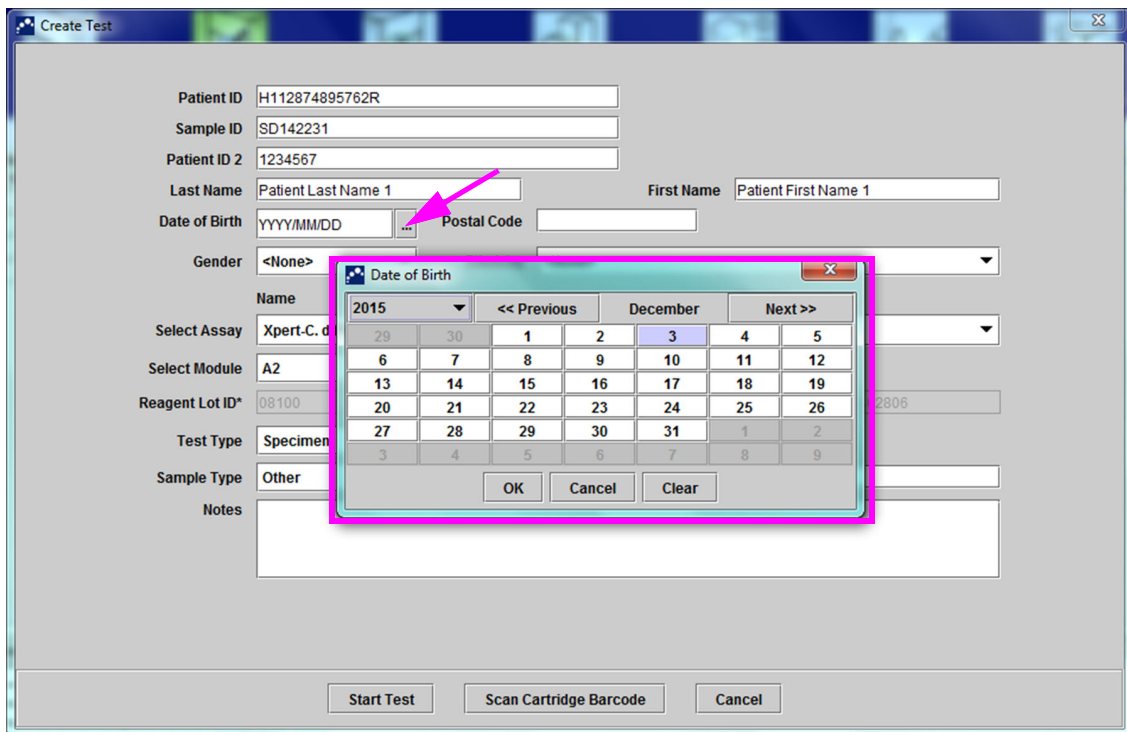 Create Test
Patient ID H112874895762R
Sample ID SD142231
Patient ID 2 1234567
Last Name Patient Last Name 1 First Name Patient First Name 1
Date of Birth YYYY/MM/DD ... Postal Code
Gender <None>
Name
Select Assay Xpert-C. d
Select Module A2
Reagent Lot ID* 08100 2806
Test Type Specimen
Sample Type Other
Notes
Date of Birth
2015 << Previous December Next >>
29 30 1 2 3 4 5
6 7 8 9 10 11 12
13 14 15 16 17 18 19
20 21 22 23 24 25 26
27 28 29 30 31 1 2
3 4 5 6 7 8 9
OK Cancel Clear
Start Test Scan Cartridge Barcode Cancel